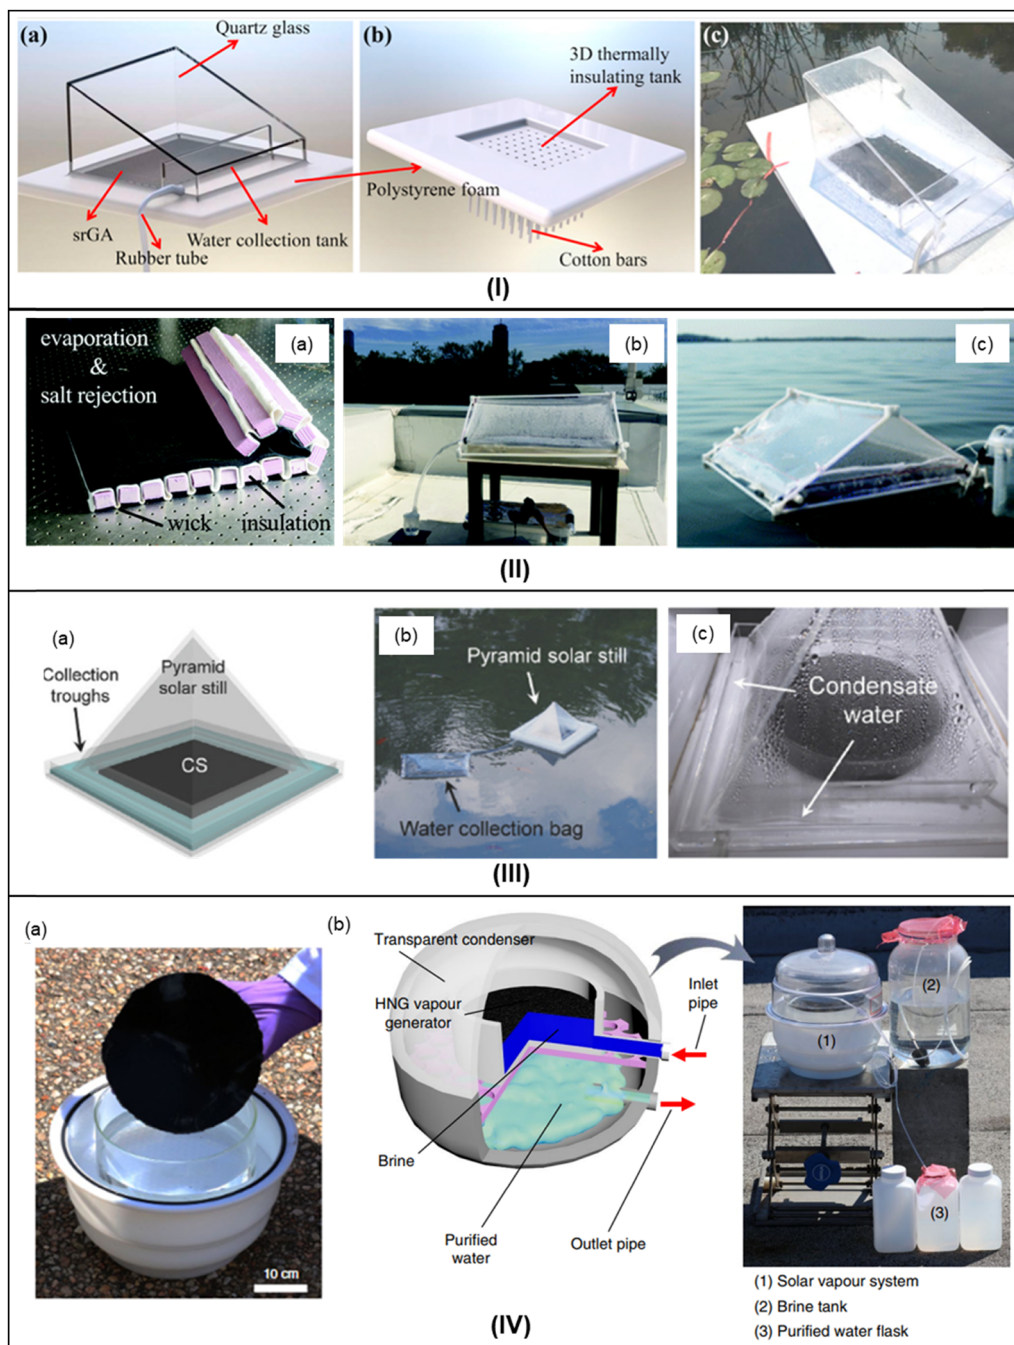 (a)
Quartz glass
srGA
Rubber tube
Water collection tank
(b)
3D thermally
insulating tank
Polystyrene foam
Cotton bars
(c)
(I)
evaporation
&
salt rejection
(a)
wick
insulation
(b)
(c)
(II)
(a)
Collection
troughs
Pyramid
solar still
CS
(b)
Pyramid solar still
Water collection bag
(c)
Condensate
water
(III)
(a)
10 cm
(b)
Transparent condenser
HNG vapour
generator
Inlet
pipe
Brine
Purified
water
Outlet pipe
(1)
(2)
(3)
(1) Solar vapour system
(2) Brine tank
(3) Purified water flask
(IV)